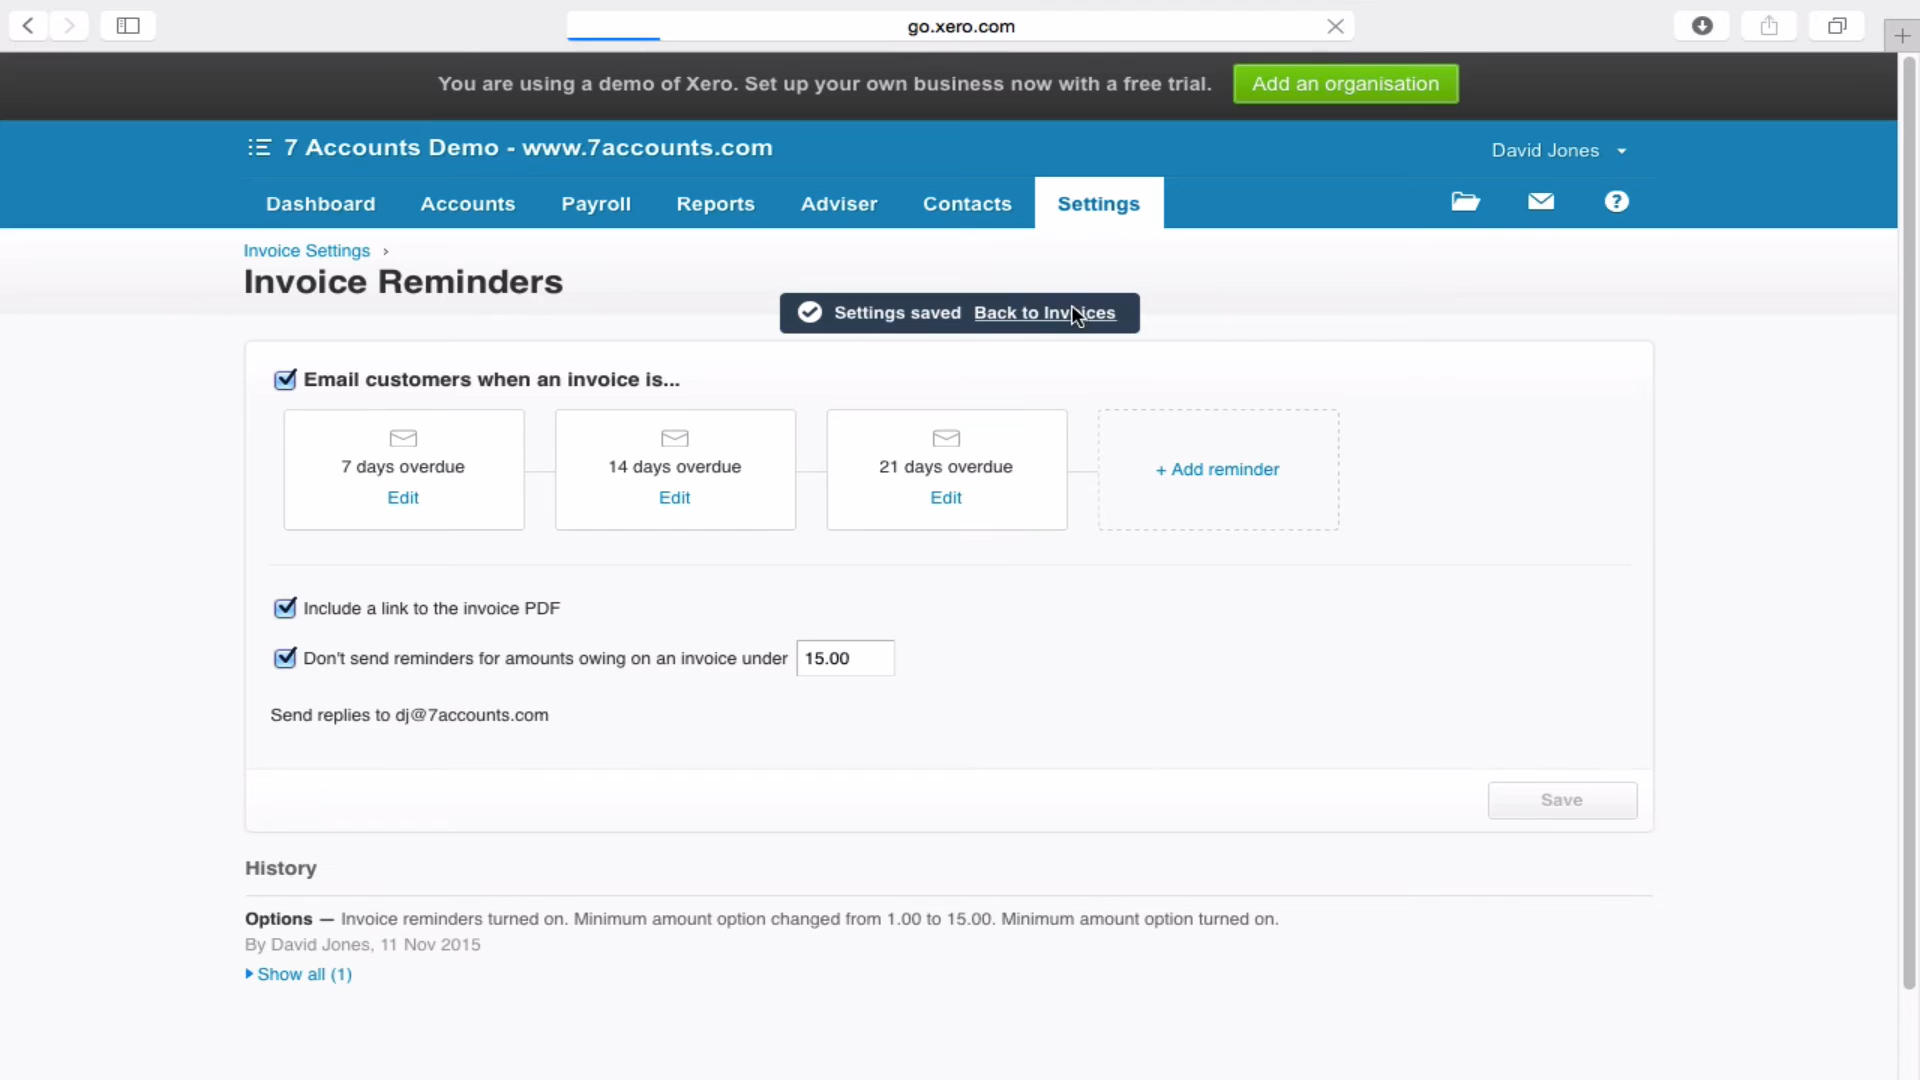 go.xero.com
You are using a demo of Xero. Set up your own business now with a free trial. Add an organisation
7 Accounts Demo - www.7accounts.com
David Jones
Dashboard Accounts Payroll Reports Adviser Contacts Settings
?
Invoice Settings ›
Invoice Reminders
Settings saved Back to Invoices
Email customers when an invoice is...
7 days overdue
Edit
14 days overdue
Edit
21 days overdue
Edit
+ Add reminder
Include a link to the invoice PDF
Don't send reminders for amounts owing on an invoice under 15.00
Send replies to dj@7accounts.com
Save
History
Options — Invoice reminders turned on. Minimum amount option changed from 1.00 to 15.00. Minimum amount option turned on.
By David Jones, 11 Nov 2015
Show all (1)